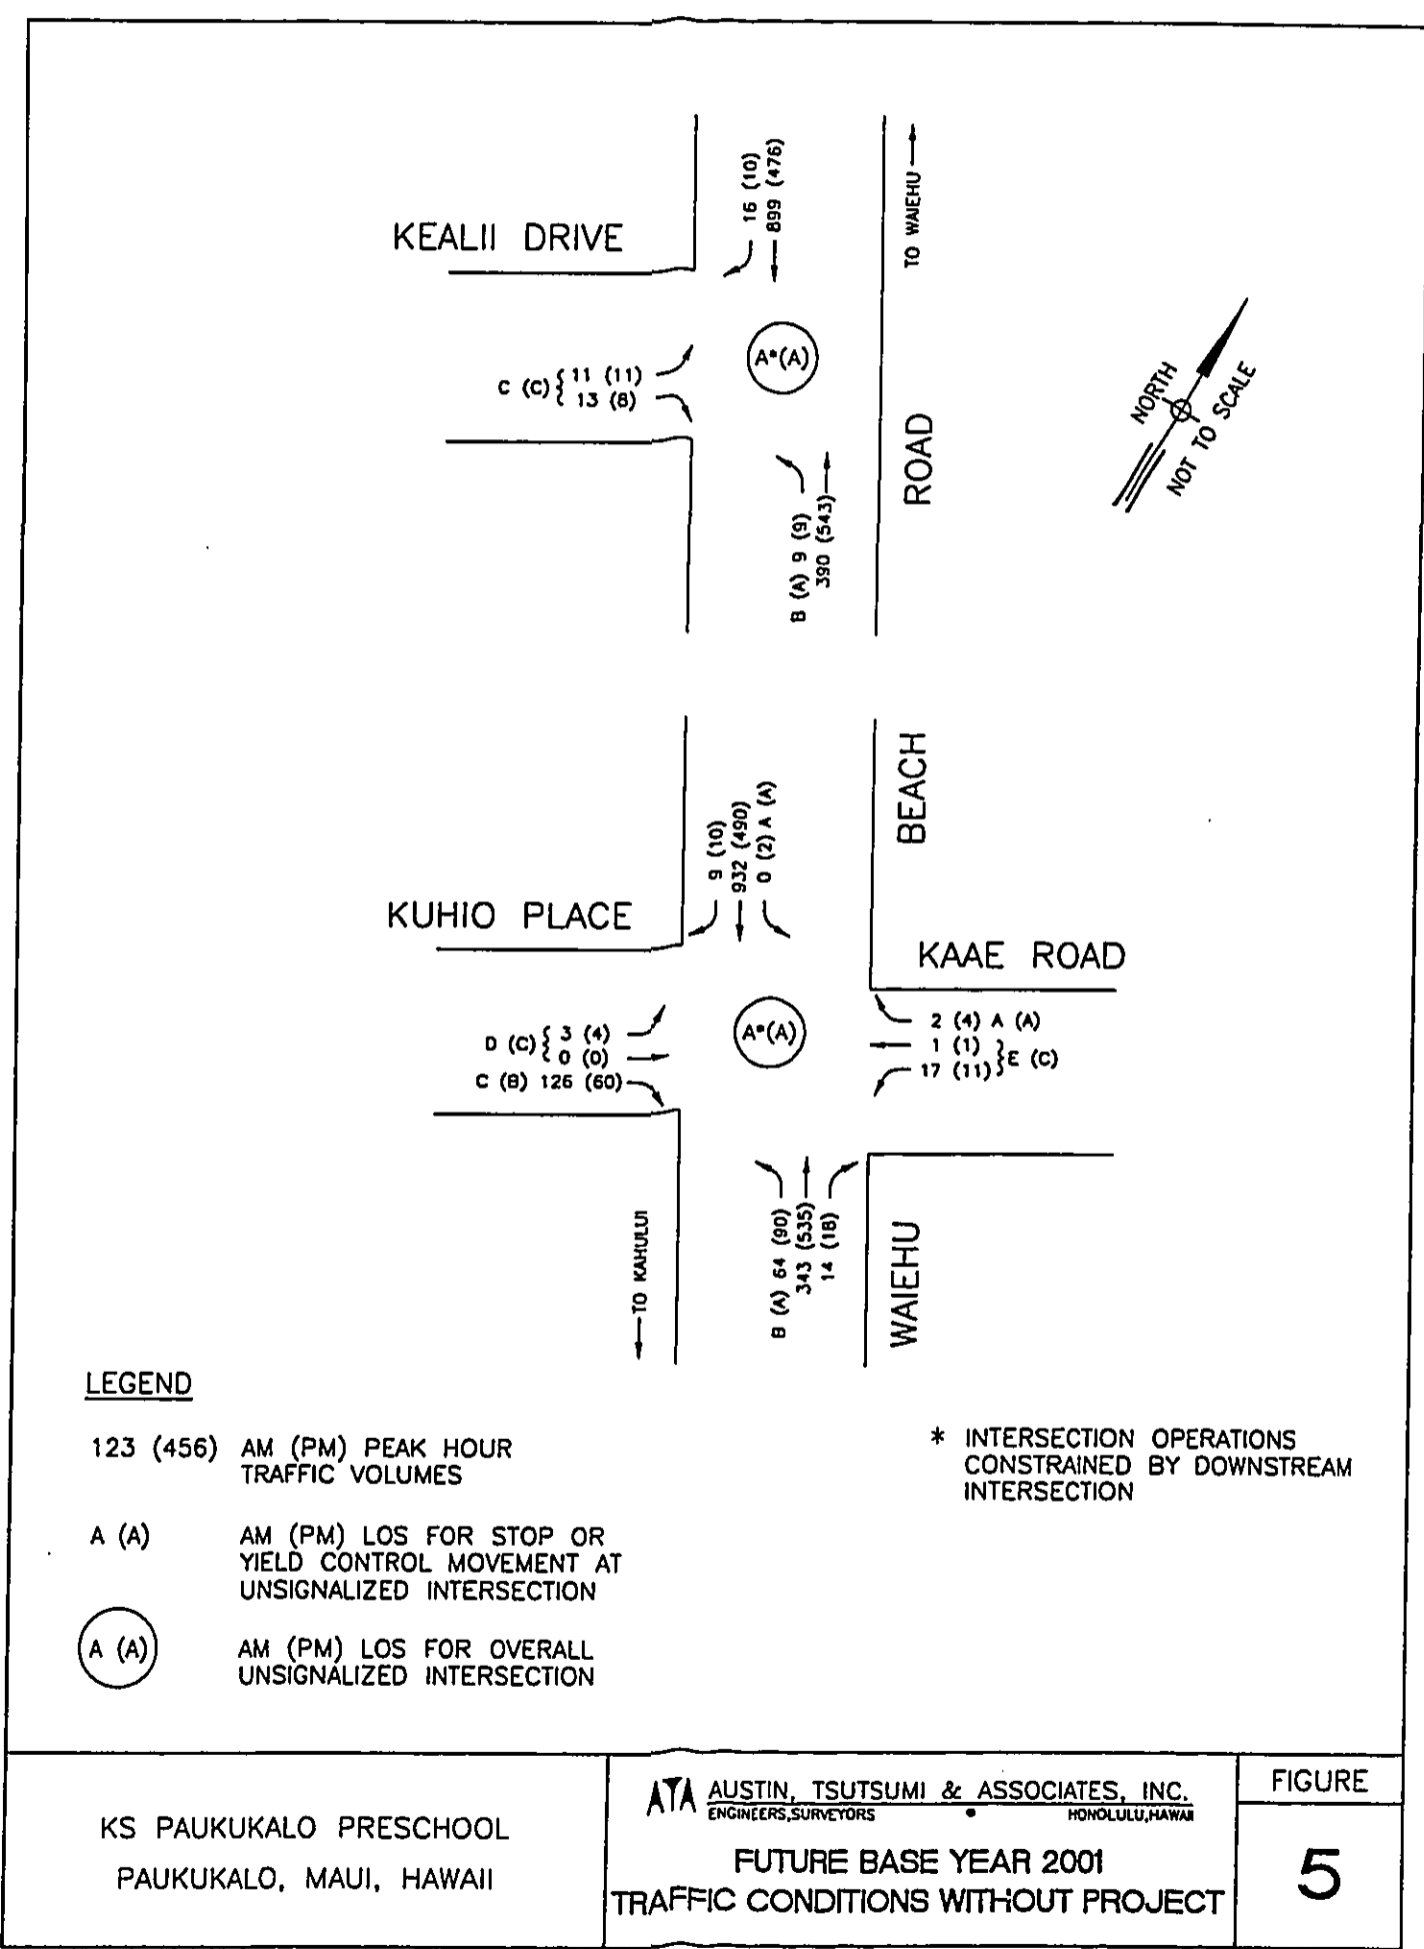 16 (10)
899 (476)
TO WAIEHU
KEALII DRIVE
A*(A)
C (C) { 11 (11)
13 (8)
NORTH
NOT TO SCALE
ROAD
B (A) 9 (9)
390 (543)
BEACH
9 (10)
932 (490)
0 (2) A (A)
KUHIO PLACE
KAAE ROAD
D (C) { 3 (4)
0 (0)
C (B) 126 (60)
A*(A)
2 (4) A (A)
1 (1) } E (C)
17 (11)
TO KAHULUI
B (A) 64 (90)
343 (535)
14 (18)
WAIEHU
LEGEND
123 (456) AM (PM) PEAK HOUR
TRAFFIC VOLUMES
A (A) AM (PM) LOS FOR STOP OR
YIELD CONTROL MOVEMENT AT
UNSIGNALIZED INTERSECTION
A (A) AM (PM) LOS FOR OVERALL
UNSIGNALIZED INTERSECTION
* INTERSECTION OPERATIONS
CONSTRAINED BY DOWNSTREAM
INTERSECTION
KS PAUKUKALO PRESCHOOL
PAUKUKALO, MAUI, HAWAII
ATA AUSTIN, TSUTSUMI & ASSOCIATES, INC.
ENGINEERS,SURVEYORS • HONOLULU,HAWAII
FUTURE BASE YEAR 2001
TRAFFIC CONDITIONS WITHOUT PROJECT
FIGURE
5